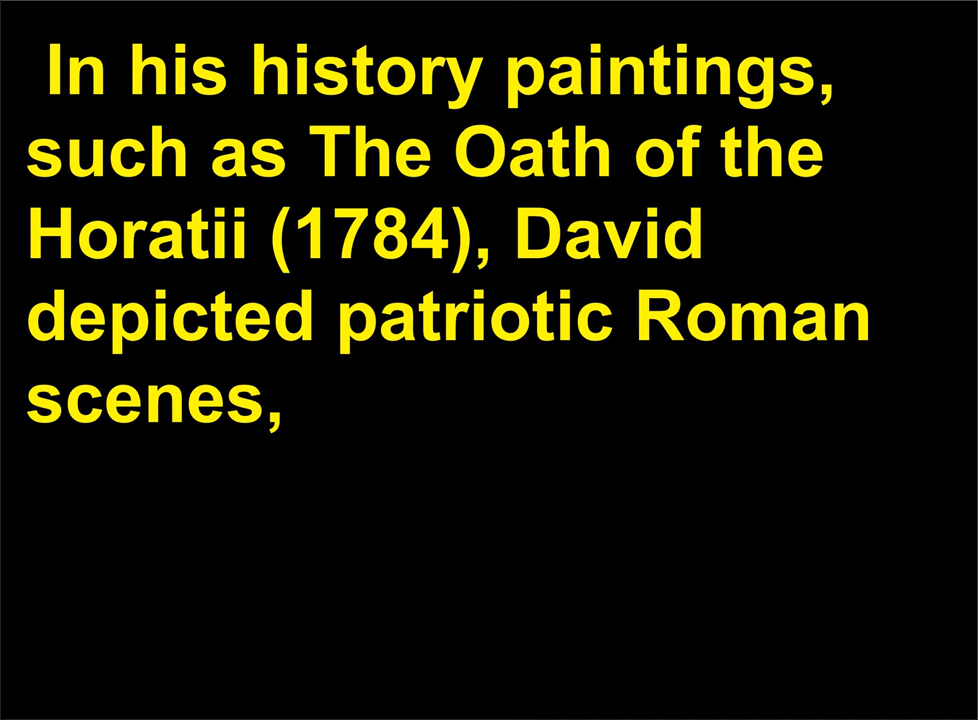 In his history paintings,
such as The Oath of the
Horatii (1784), David
depicted patriotic Roman
scenes,